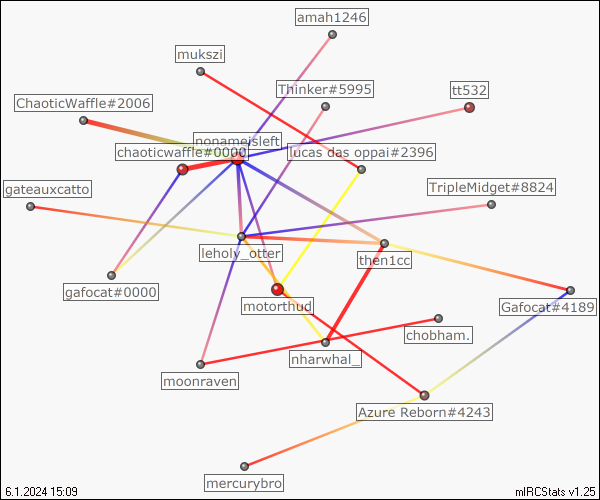 amah1246
mukszi
Thinker#5995
tt532
ChaoticWaffle#2006
nonameisleft
chaoticwaffle#0000
lucas das oppai#2396
gateauxcatto
TripleMidget#8824
leholy_otter
then1cc
gafocat#0000
motorthud
Gafocat#4189
chobham.
nharwhal_
moonraven
Azure Reborn#4243
mercurybro
6.1.2024 15:09
mIRCStats v1.25